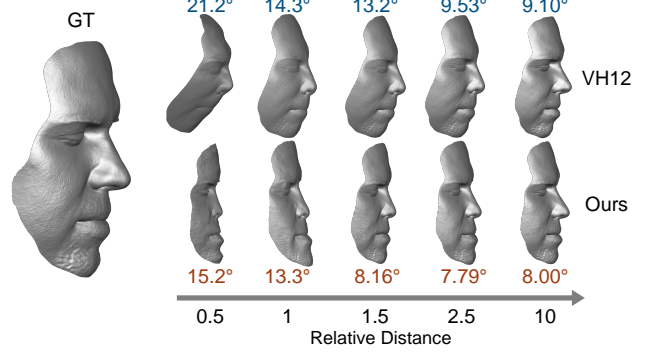 GT
21.2° 14.3° 13.2° 9.53° 9.10°
VH12
Ours
15.2° 13.3° 8.16° 7.79° 8.00°
0.5 1 1.5 2.5 10
Relative Distance